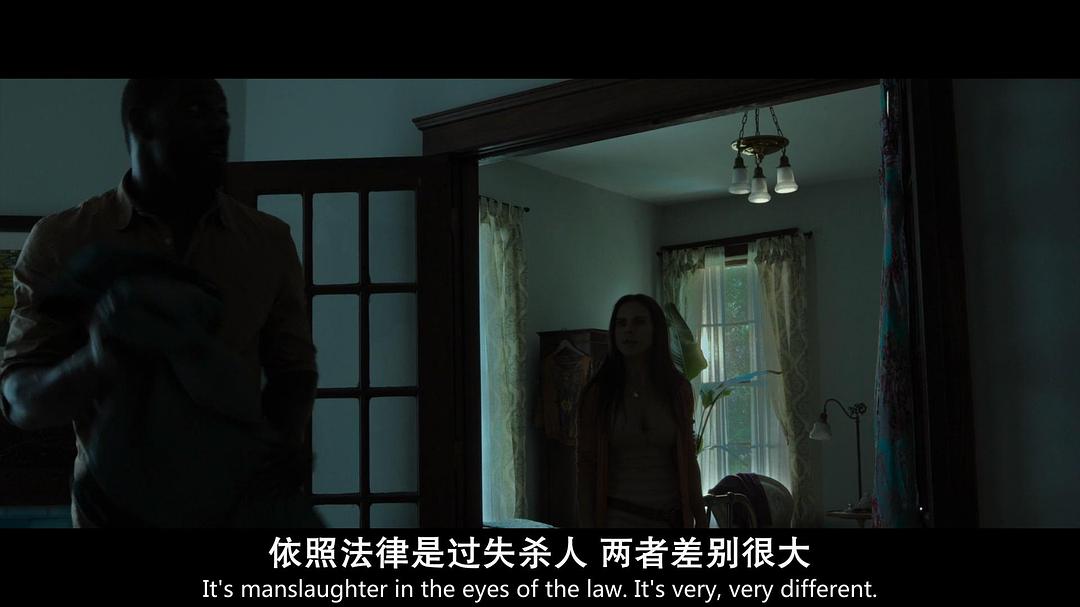 依照法律是过失杀人 两者差别很大
It's manslaughter in the eyes of the law. It's very, very different.